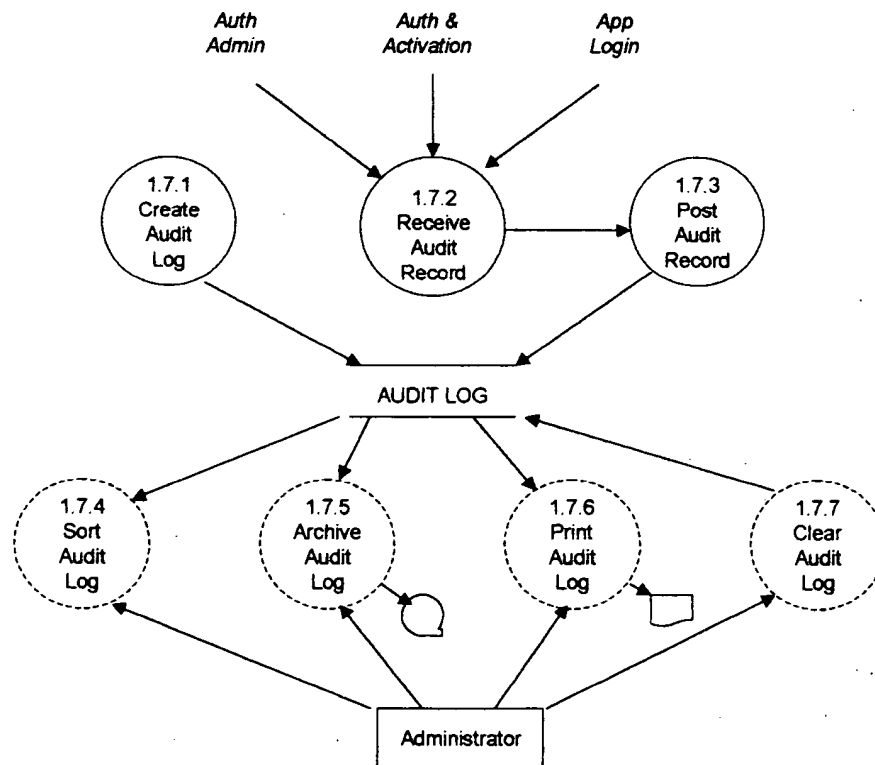 Auth
Admin
Auth &
Activation
App
Login
1.7.1
Create
Audit
Log
1.7.2
Receive
Audit
Record
1.7.3
Post
Audit
Record
AUDIT LOG
1.7.4
Sort
Audit
Log
1.7.5
Archive
Audit
Log
1.7.6
Print
Audit
Log
1.7.7
Clear
Audit
Log
Administrator